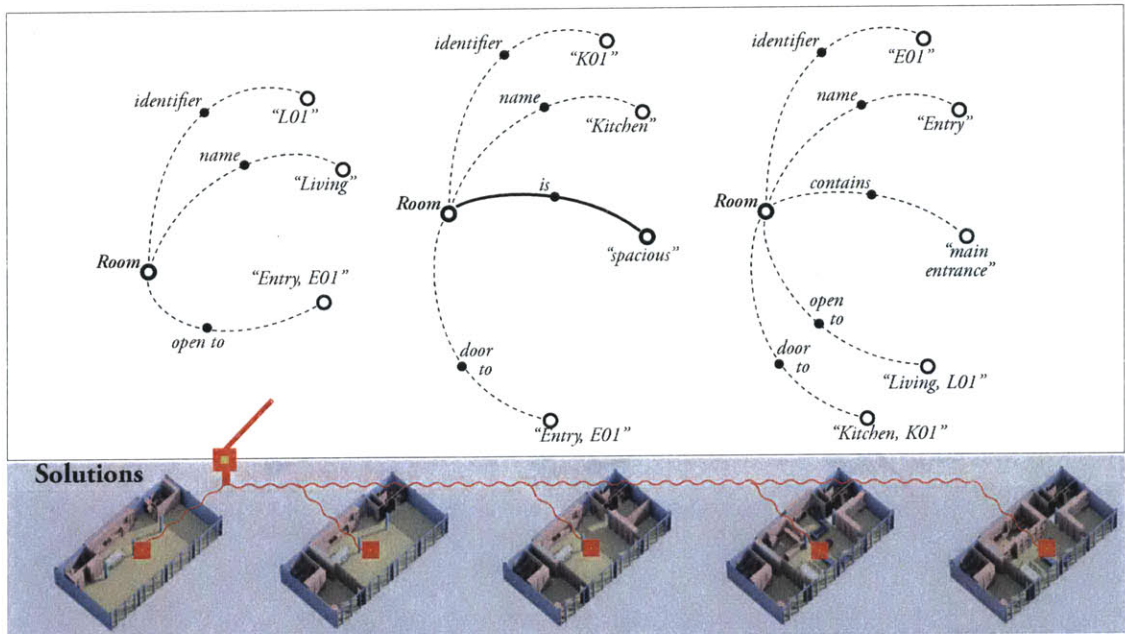 identifier
“L01”
name
“Living”
Room
“Entry, E01”
open to
identifier
“K01”
name
“Kitchen”
is
Room
“spacious”
door
to
“Entry, E01”
identifier
“E01”
name
“Entry”
contains
Room
“main
entrance”
open
to
“Living, L01”
door
to
“Kitchen, K01”
Solutions